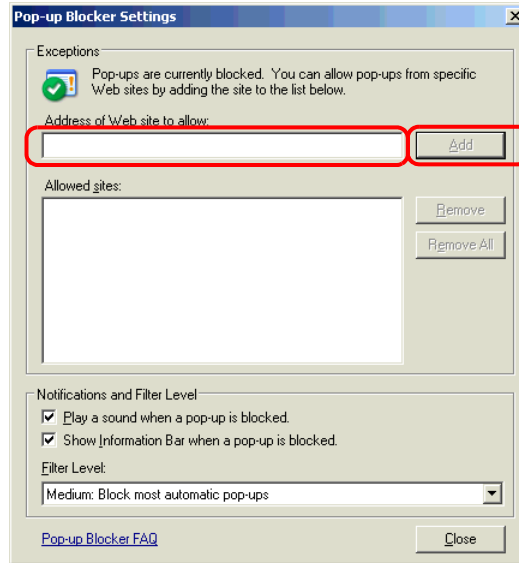 Pop-up Blocker Settings
Exceptions
Pop-ups are currently blocked. You can allow pop-ups from specific
Web sites by adding the site to the list below.
Address of Web site to allow:
Add
Allowed sites:
Remove
Remove All
Notifications and Filter Level
Play a sound when a pop-up is blocked.
Show Information Bar when a pop-up is blocked.
Filter Level:
Medium: Block most automatic pop-ups
Pop-up Blocker FAQ
Close